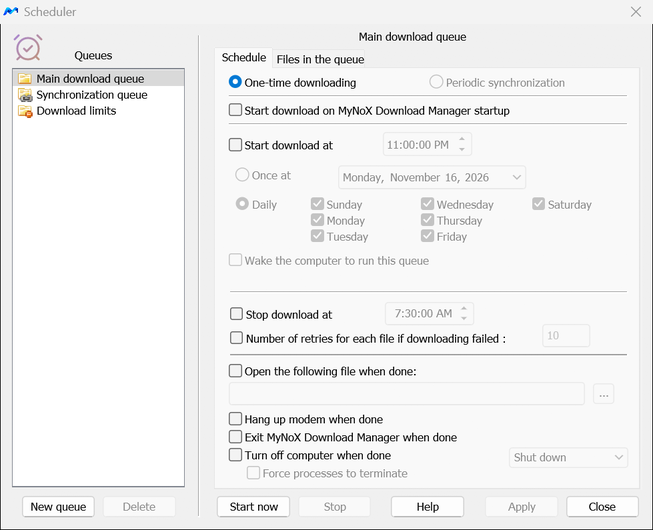 Scheduler
Main download queue
Queues
Schedule
Files in the queue
Main download queue
Synchronization queue
Download limits
One-time downloading
Periodic synchronization
Start download on MyNoX Download Manager startup
Start download at
11:00:00 PM
Once at
Monday, November 16, 2026
Daily
Sunday
Wednesday
Saturday
Monday
Thursday
Tuesday
Friday
Wake the computer to run this queue
Stop download at
7:30:00 AM
Number of retries for each file if downloading failed :
10
Open the following file when done:
...
Hang up modem when done
Exit MyNoX Download Manager when done
Turn off computer when done
Shut down
Force processes to terminate
New queue
Delete
Start now
Stop
Help
Apply
Close